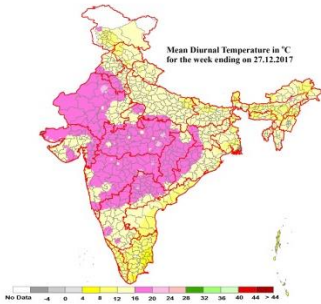 Mean Diurnal Temperature in °C
for the week ending on 27.12.2017
No Data -4 0 4 8 12 16 20 24 28 32 36 40 44 > 44